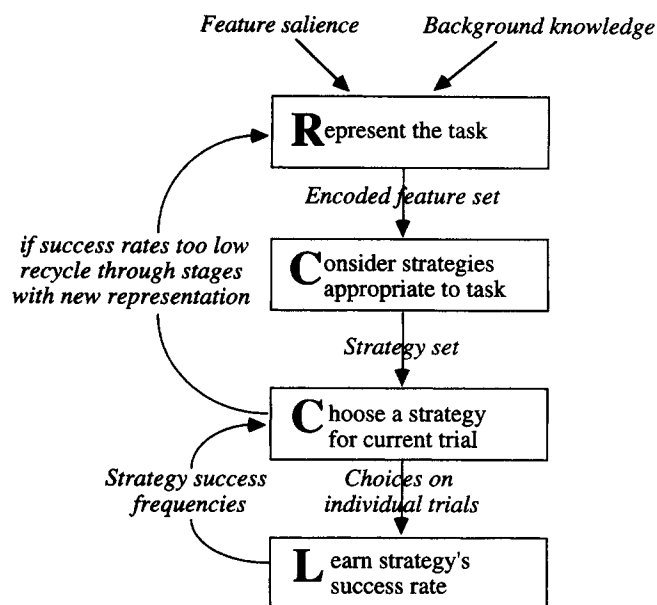 Feature salience
Background knowledge
Represent the task
Encoded feature set
if success rates too low
recycle through stages
with new representation
Consider strategies
appropriate to task
Strategy set
Choose a strategy
for current trial
Strategy success
frequencies
Choices on
individual trials
Learn strategy's
success rate